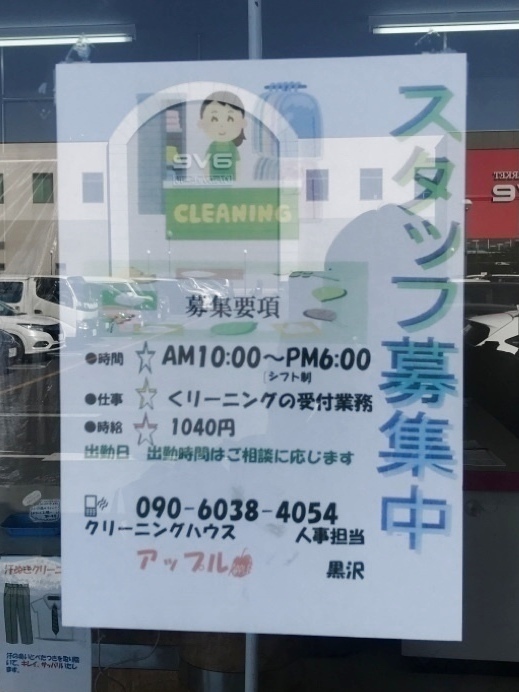 スタッフ募集中
CLEANING
募集要項
●時間 ☆ AM10:00～PM6:00
シフト制
●仕事 ☆ くリーニングの受付業務
●時給 ☆ 1040円
出勤日 出勤時間はご相談に応じます
090-6038-4054
クリーニングハウス 人事担当
アップル 黒沢